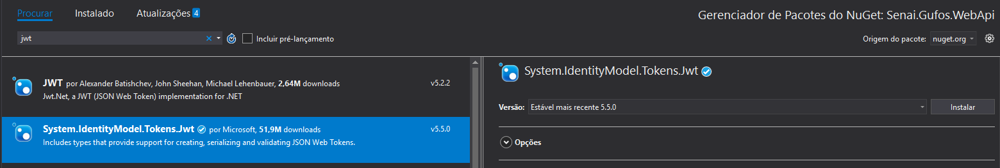 Procurar Instalado Atualizações 4
Gerenciador de Pacotes do NuGet: Senai.Gufos.WebApi
jwt Incluir pré-lançamento
Origem do pacote: nuget.org
JWT por Alexander Batishchev, John Sheehan, Michael Lehenbauer, 2,64M downloads v5.2.2
Jwt.Net, a JWT (JSON Web Token) implementation for .NET
System.IdentityModel.Tokens.Jwt por Microsoft, 51,9M downloads v5.5.0
Includes types that provide support for creating, serializing and validating JSON Web Tokens.
System.IdentityModel.Tokens.Jwt
Versão: Estável mais recente 5.5.0 Instalar
Opções